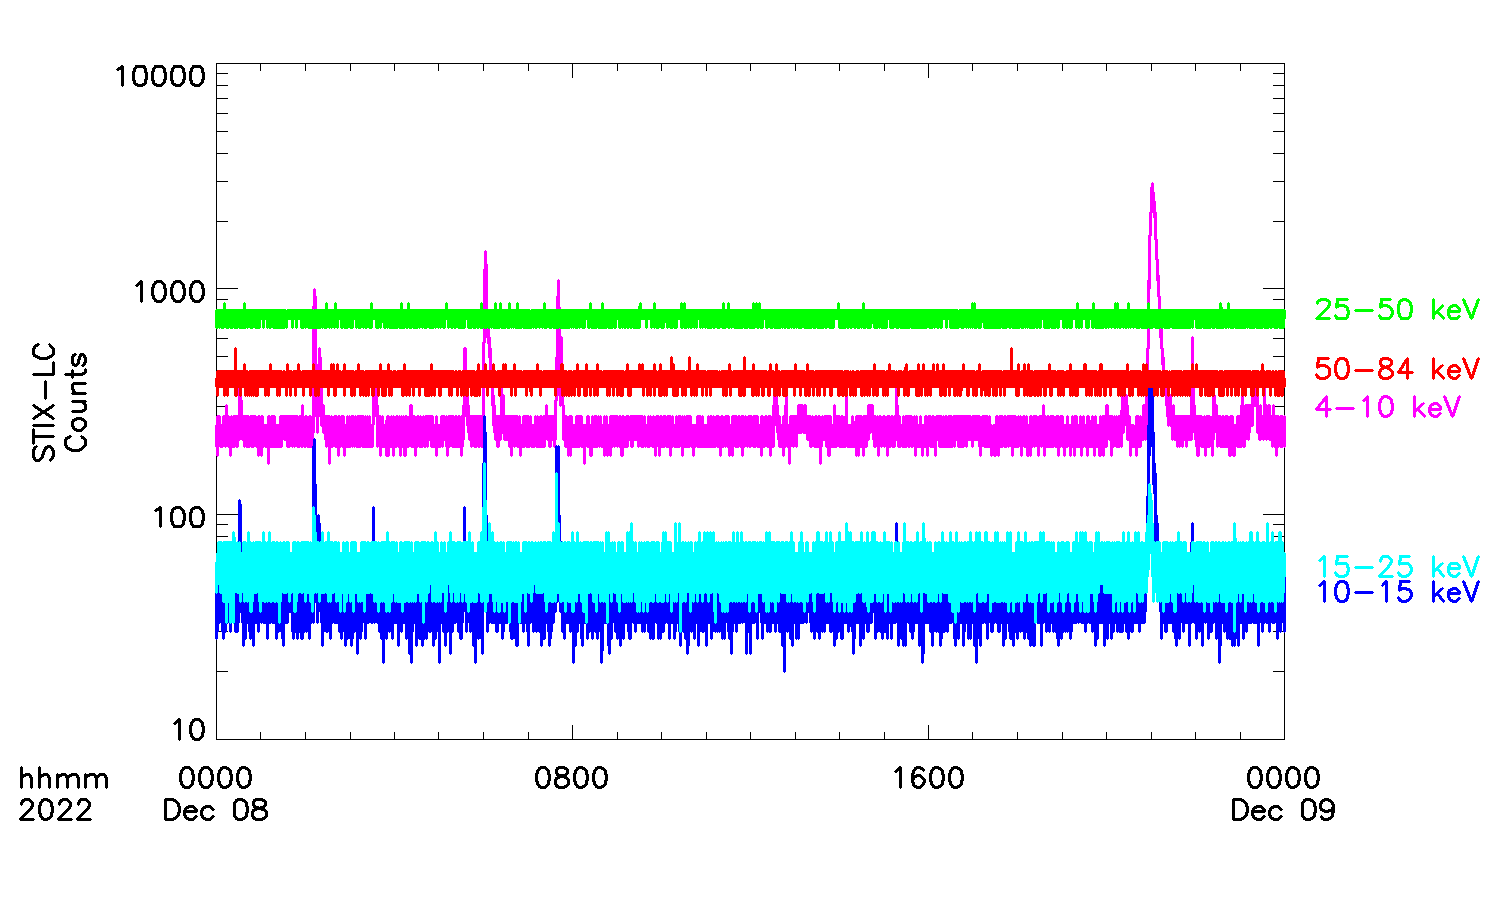 10000
1000
100
10
STIX-LC
Counts
25-50 keV
50-84 keV
4-10 keV
15-25 keV
10-15 keV
hhmm 0000 0800 1600 0000
2022 Dec 08 Dec 09